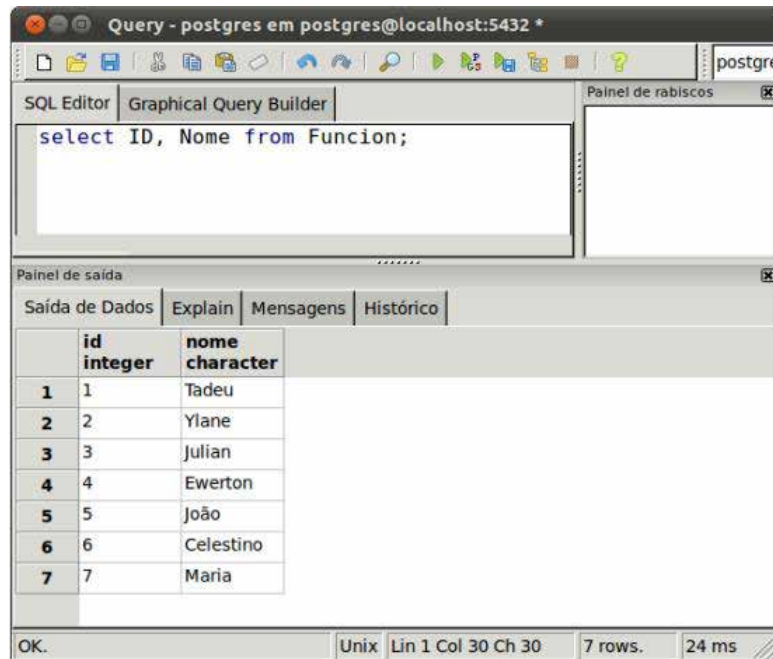 Query - postgres em postgres@localhost:5432 *
postgre
SQL Editor Graphical Query Builder
Painel de rabiscos
select ID, Nome from Funcion;
Painel de saída
Saída de Dados Explain Mensagens Histórico
id nome
integer character
1 1 Tadeu
2 2 Ylane
3 3 Julian
4 4 Ewerton
5 5 João
6 6 Celestino
7 7 Maria
OK. Unix Lin 1 Col 30 Ch 30 7 rows. 24 ms